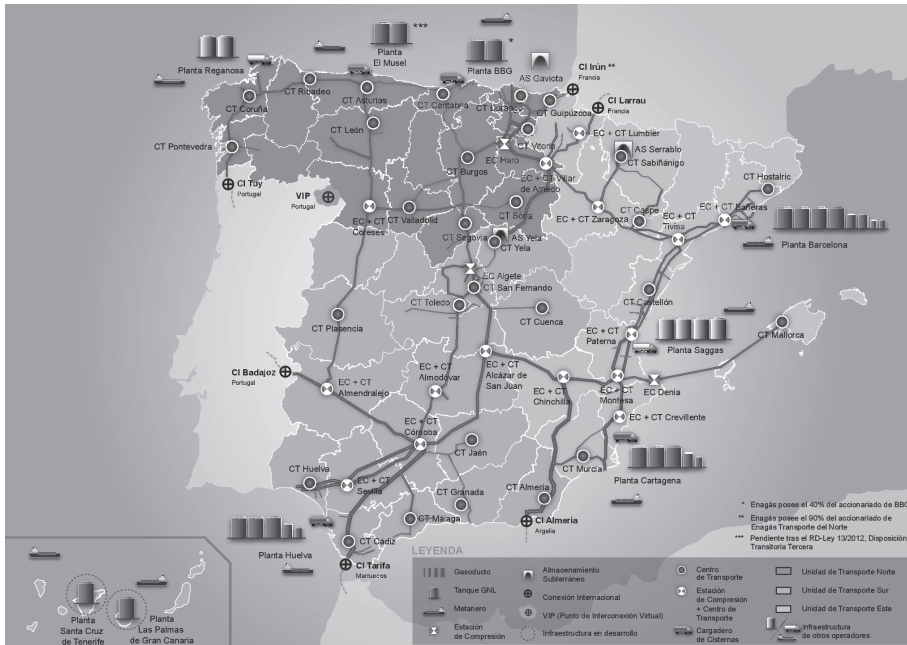 ***
Planta
El Musel
*
Planta BBG
Planta Reganosa
AS Gaviota
CI Irún **
Francia
CI Larrau
Francia
CT Ribadeo
CT Coruña
CT Asturias
CT Cantabria
CT Durango
CT Guipúzcoa
CT León
CT Vitoria
EC + CT Lumbier
CT Pontevedra
EC Haro
AS Serrablo
CT Burgos
CT Sabiñánigo
EC + CT Villar
de Arnedo
CT Hostalric
CI Tuy
Portugal
VIP
Portugal
CT Valladolid
CT Soria
EC + CT Zaragoza
CT Caspe
EC + CT Bañeras
EC + CT
Tivisa
EC + CT
Coreses
CT Segovia
AS Yela
CT Yela
Planta Barcelona
EC Algete
CT San Fernando
CT Toledo
CT Castellón
CT Plasencia
CT Cuenca
CT Mallorca
EC + CT
Paterna
Planta Saggas
CI Badajoz
Portugal
EC + CT
Almendralejo
EC + CT
Almodóvar
EC + CT
Alcázar de
San Juan
EC + CT
Chinchilla
EC + CT
Montesa
EC Denia
EC + CT Crevillente
EC + CT
Córdoba
CT Jaén
CT Huelva
EC + CT
Sevilla
CT Murcia
CT Granada
CT Almería
Planta Cartagena
CT Málaga
CI Almería
Argelia
CT Cádiz
Planta Huelva
CI Tarifa
Marruecos
* Enagás posee el 40% del accionariado de BBG
** Enagás posee el 90% del accionariado de
Enagás Transporte del Norte
*** Pendiente tras el RD-Ley 13/2012, Disposición
Transitoria Tercera
Planta
Santa Cruz
de Tenerife
Planta
Las Palmas
de Gran Canaria
LEYENDA
Gasoducto
Tanque GNL
Metanero
Estación
de Compresión
Almacenamiento
Subterráneo
Conexión Internacional
VIP (Punto de Interconexión Virtual)
Infraestructura en desarrollo
Centro
de Transporte
Estación
de Compresión
+ Centro de
Transporte
Cargadero
de Cisternas
Unidad de Transporte Norte
Unidad de Transporte Sur
Unidad de Transporte Este
Infraestructura
de otros operadores